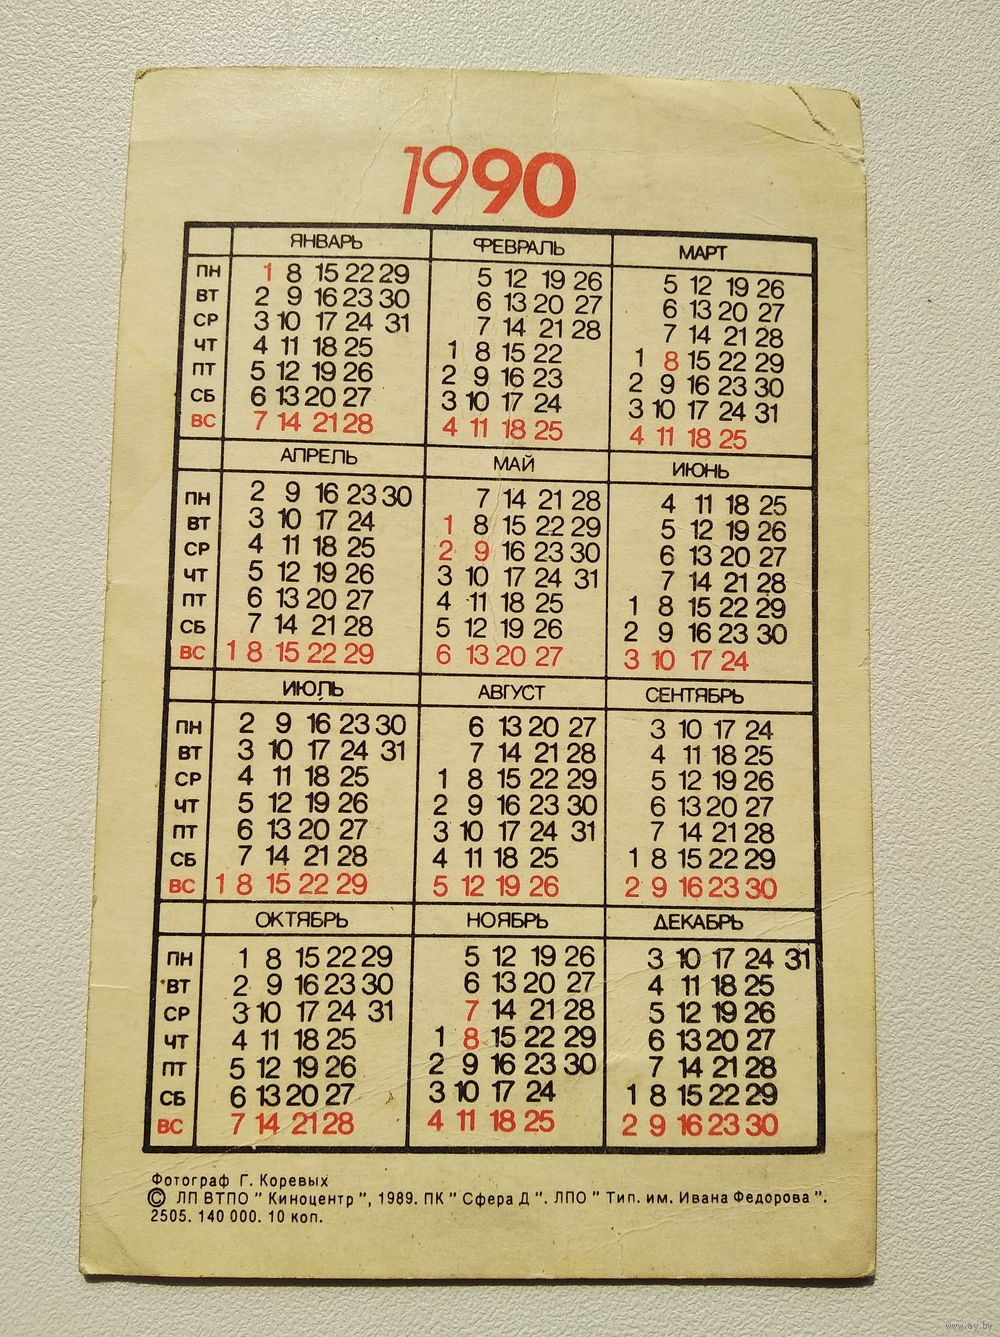 1990
ЯНВАРЬ ФЕВРАЛЬ МАРТ
ПН 1 8 15 22 29 5 12 19 26 5 12 19 26
ВТ 2 9 16 23 30 6 13 20 27 6 13 20 27
СР 3 10 17 24 31 7 14 21 28 7 14 21 28
ЧТ 4 11 18 25 1 8 15 22 1 8 15 22 29
ПТ 5 12 19 26 2 9 16 23 2 9 16 23 30
СБ 6 13 20 27 3 10 17 24 3 10 17 24 31
ВС 7 14 21 28 4 11 18 25 4 11 18 25
АПРЕЛЬ МАЙ ИЮНЬ
ПН 2 9 16 23 30 7 14 21 28 4 11 18 25
ВТ 3 10 17 24 1 8 15 22 29 5 12 19 26
СР 4 11 18 25 2 9 16 23 30 6 13 20 27
ЧТ 5 12 19 26 3 10 17 24 31 7 14 21 28
ПТ 6 13 20 27 4 11 18 25 1 8 15 22 29
СБ 7 14 21 28 5 12 19 26 2 9 16 23 30
ВС 1 8 15 22 29 6 13 20 27 3 10 17 24
ИЮЛЬ АВГУСТ СЕНТЯБРЬ
ПН 2 9 16 23 30 6 13 20 27 3 10 17 24
ВТ 3 10 17 24 31 7 14 21 28 4 11 18 25
СР 4 11 18 25 1 8 15 22 29 5 12 19 26
ЧТ 5 12 19 26 2 9 16 23 30 6 13 20 27
ПТ 6 13 20 27 3 10 17 24 31 7 14 21 28
СБ 7 14 21 28 4 11 18 25 1 8 15 22 29
ВС 1 8 15 22 29 5 12 19 26 2 9 16 23 30
ОКТЯБРЬ НОЯБРЬ ДЕКАБРЬ
ПН 1 8 15 22 29 5 12 19 26 3 10 17 24 31
ВТ 2 9 16 23 30 6 13 20 27 4 11 18 25
СР 3 10 17 24 31 7 14 21 28 5 12 19 26
ЧТ 4 11 18 25 1 8 15 22 29 6 13 20 27
ПТ 5 12 19 26 2 9 16 23 30 7 14 21 28
СБ 6 13 20 27 3 10 17 24 1 8 15 22 29
ВС 7 14 21 28 4 11 18 25 2 9 16 23 30
Фотограф Г. Коревых
© ЛП ВТПО " Киноцентр ", 1989. ПК " Сфера Д ". ЛПО " Тип. им. Ивана Федорова ".
2505. 140 000. 10 коп.
www.ay.by